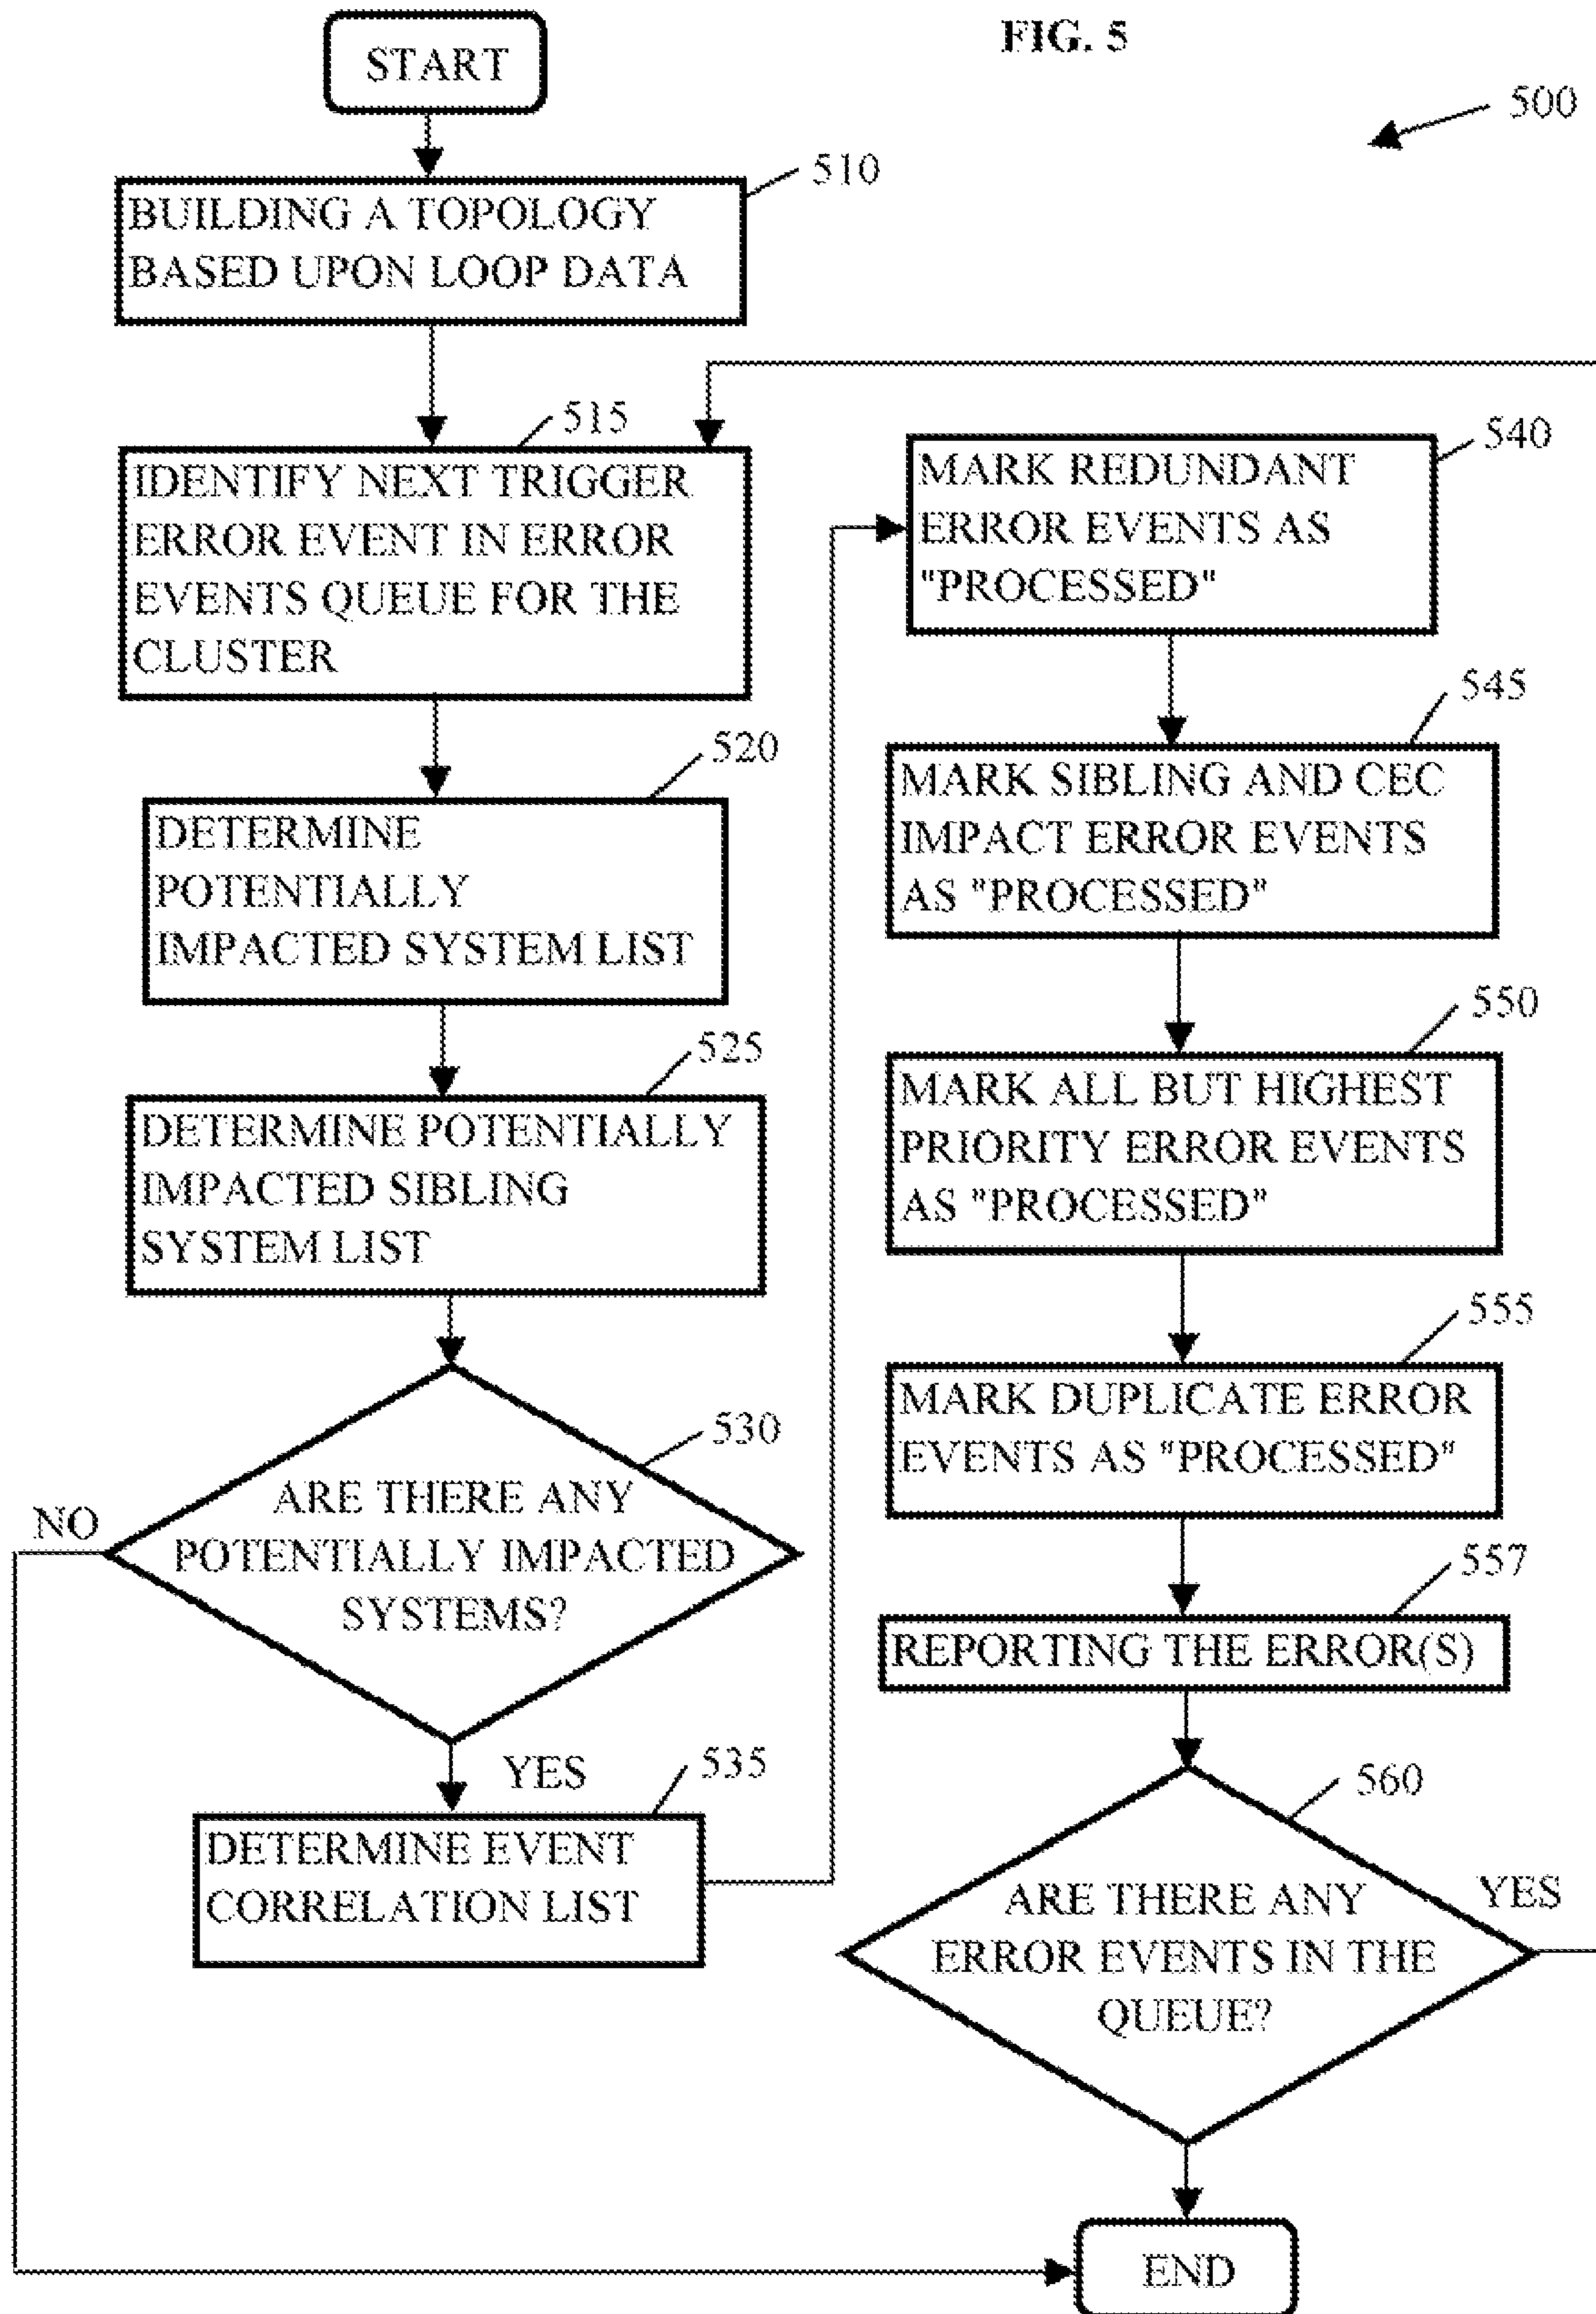 FIG. 5
500
START
510
BUILDING A TOPOLOGY
BASED UPON LOOP DATA
515
IDENTIFY NEXT TRIGGER
ERROR EVENT IN ERROR
EVENTS QUEUE FOR THE
CLUSTER
520
DETERMINE
POTENTIALLY
IMPACTED SYSTEM LIST
525
DETERMINE POTENTIALLY
IMPACTED SIBLING
SYSTEM LIST
530
ARE THERE ANY
POTENTIALLY IMPACTED
SYSTEMS?
NO
YES
535
DETERMINE EVENT
CORRELATION LIST
540
MARK REDUNDANT
ERROR EVENTS AS
"PROCESSED"
545
MARK SIBLING AND CEC
IMPACT ERROR EVENTS
AS "PROCESSED"
550
MARK ALL BUT HIGHEST
PRIORITY ERROR EVENTS
AS "PROCESSED"
555
MARK DUPLICATE ERROR
EVENTS AS "PROCESSED"
557
REPORTING THE ERROR(S)
560
ARE THERE ANY
ERROR EVENTS IN THE
QUEUE?
YES
END